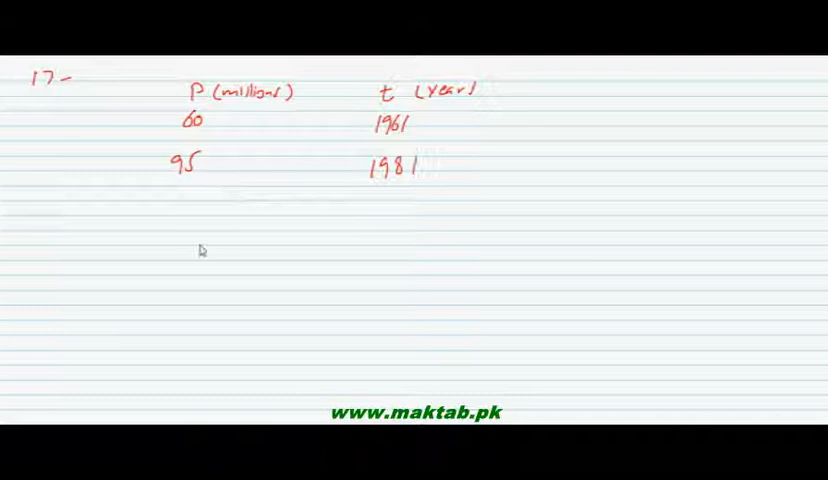 17-
P (millions) t (years)
60 1961
95 1981
www.maktab.pk